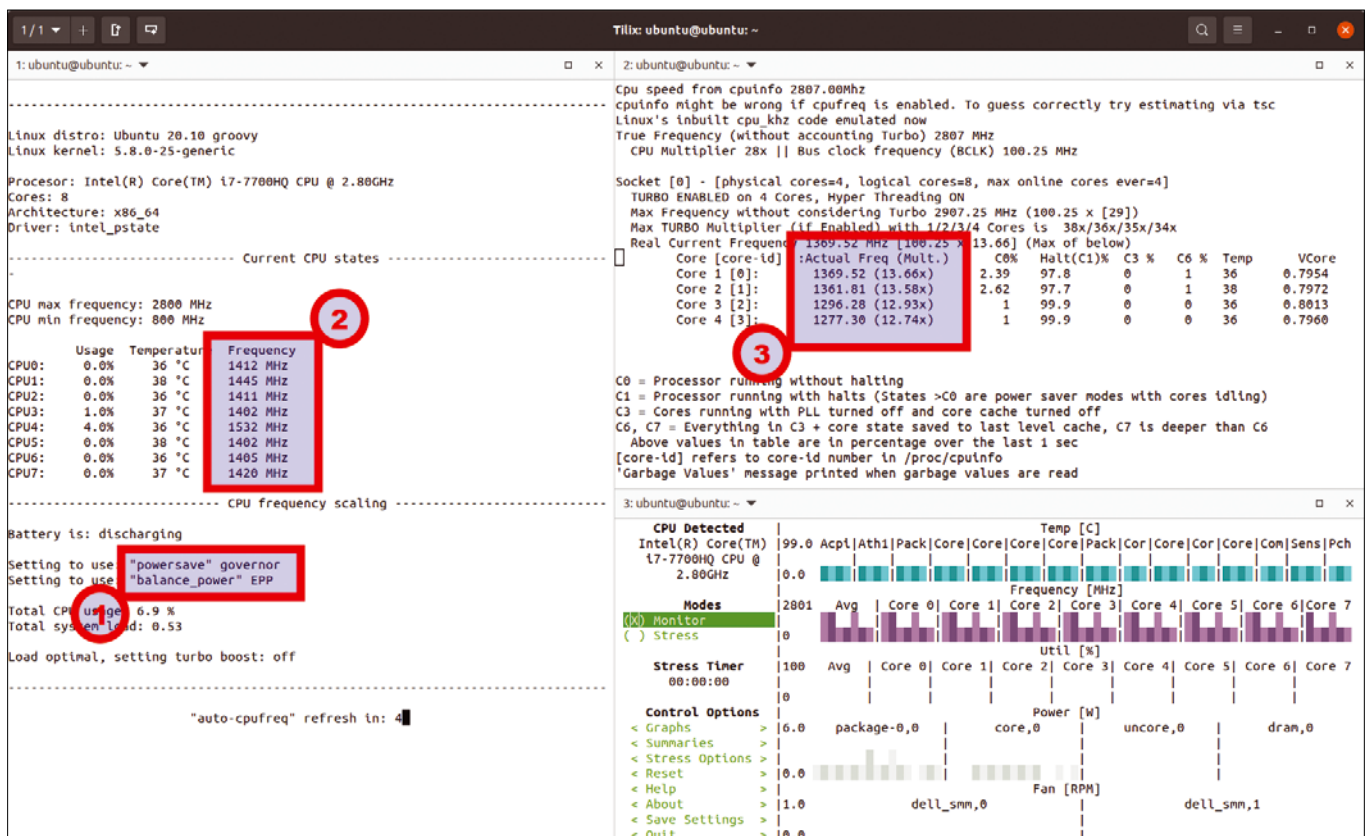 1/1
Tilix: ubuntu@ubuntu: ~
1: ubuntu@ubuntu: ~
Linux distro: Ubuntu 20.10 groovy
Linux kernel: 5.8.0-25-generic
Procesor: Intel(R) Core(TM) i7-7700HQ CPU @ 2.80GHz
Cores: 8
Architecture: x86_64
Driver: intel_pstate
------------------------------ Current CPU states ------------------------------
CPU max frequency: 2800 MHz
CPU min frequency: 800 MHz
2
Usage Temperature Frequency
CPU0: 0.0% 36 °C 1412 MHz
CPU1: 0.0% 38 °C 1445 MHz
CPU2: 0.0% 36 °C 1411 MHz
CPU3: 1.0% 37 °C 1402 MHz
CPU4: 4.0% 36 °C 1532 MHz
CPU5: 0.0% 38 °C 1402 MHz
CPU6: 0.0% 36 °C 1405 MHz
CPU7: 0.0% 37 °C 1420 MHz
---------------------------- CPU frequency scaling ----------------------------
Battery is: discharging
Setting to use: "powersave" governor
Setting to use: "balance_power" EPP
1
Total CPU usage: 6.9 %
Total system load: 0.53
Load optimal, setting turbo boost: off
"auto-cpufreq" refresh in: 4
2: ubuntu@ubuntu: ~
Cpu speed from cpuinfo 2807.00Mhz
cpuinfo might be wrong if cpufreq is enabled. To guess correctly try estimating via tsc
Linux's inbuilt cpu_khz code emulated now
True Frequency (without accounting Turbo) 2807 MHz
CPU Multiplier 28x || Bus clock frequency (BCLK) 100.25 MHz
Socket [0] - [physical cores=4, logical cores=8, max online cores ever=4]
TURBO ENABLED on 4 Cores, Hyper Threading ON
Max Frequency without considering Turbo 2907.25 MHz (100.25 x [29])
Max TURBO Multiplier (if Enabled) with 1/2/3/4 Cores is 38x/36x/35x/34x
Real Current Frequency 1369.52 MHz [100.25 x 13.66] (Max of below)
Core [core-id] :Actual Freq (Mult.) C0% Halt(C1)% C3 % C6 % Temp VCore
Core 1 [0]: 1369.52 (13.66x) 2.39 97.8 0 1 36 0.7954
Core 2 [1]: 1361.81 (13.58x) 2.62 97.7 0 1 38 0.7972
Core 3 [2]: 1296.28 (12.93x) 1 99.9 0 0 36 0.8013
Core 4 [3]: 1277.30 (12.74x) 1 99.9 0 0 36 0.7960
3
C0 = Processor running without halting
C1 = Processor running with halts (States >C0 are power saver modes with cores idling)
C3 = Cores running with PLL turned off and core cache turned off
C6, C7 = Everything in C3 + core state saved to last level cache, C7 is deeper than C6
Above values in table are in percentage over the last 1 sec
[core-id] refers to core-id number in /proc/cpuinfo
'Garbage Values' message printed when garbage values are read
3: ubuntu@ubuntu: ~
CPU Detected | Temp [C]
Intel(R) Core(TM) |99.0 Acpi|Ath1|Pack|Core|Core|Core|Core|Pack|Cor|Core|Cor|Core|Com|Sens|Pch
i7-7700HQ CPU @ |
2.80GHz |0.0
| Frequency [MHz]
Modes |2801 Avg | Core 0| Core 1| Core 2| Core 3| Core 4| Core 5| Core 6|Core 7
(X) Monitor |
( ) Stress |0
| Util [%]
Stress Timer |100 Avg | Core 0| Core 1| Core 2| Core 3| Core 4| Core 5| Core 6| Core 7
00:00:00 |
|0
Control Options | Power [W]
< Graphs > |6.0 package-0,0 | core,0 | uncore,0 | dram,0
< Summaries > |
< Stress Options > |
< Reset > |0.0
< Help > | Fan [RPM]
< About > |1.0 dell_smm,0 | dell_smm,1
< Save Settings > |
< Quit > |0.0